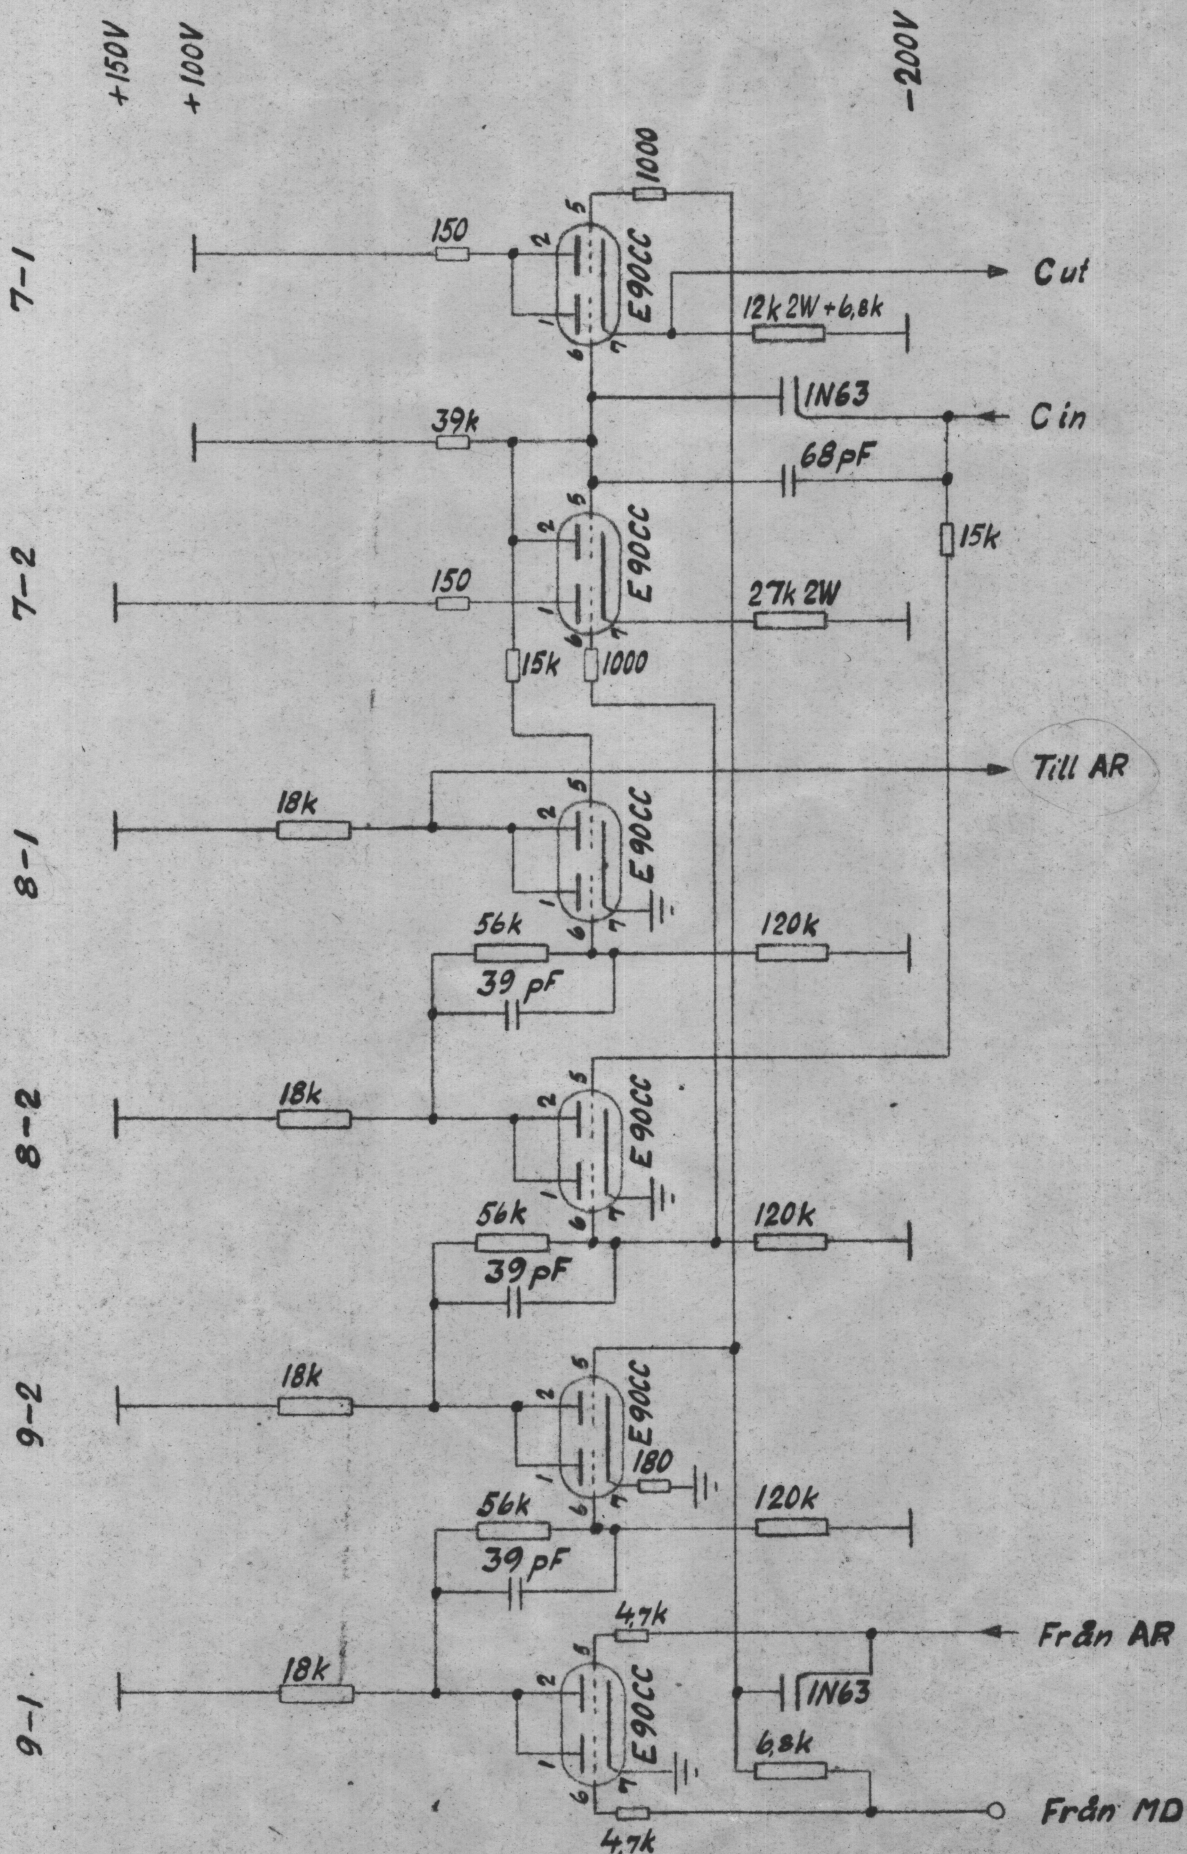 +150V
+100V
-200V
7-1
150
2
5
1000
1
6
7
E90CC
12k 2W+6,8k
C ut
39k
1N63
C in
68pF
15k
7-2
150
2
5
1
6
7
E90CC
27k 2W
15k
1000
Till AR
8-1
18k
2
5
1
6
7
E90CC
56k
39 pF
120k
8-2
18k
2
5
1
6
7
E90CC
56k
39 pF
120k
9-2
18k
2
5
1
6
7
E90CC
180
56k
39 pF
120k
9-1
18k
2
5
1
6
7
E90CC
4,7k
Från AR
1N63
6,8k
4,7k
Från MD